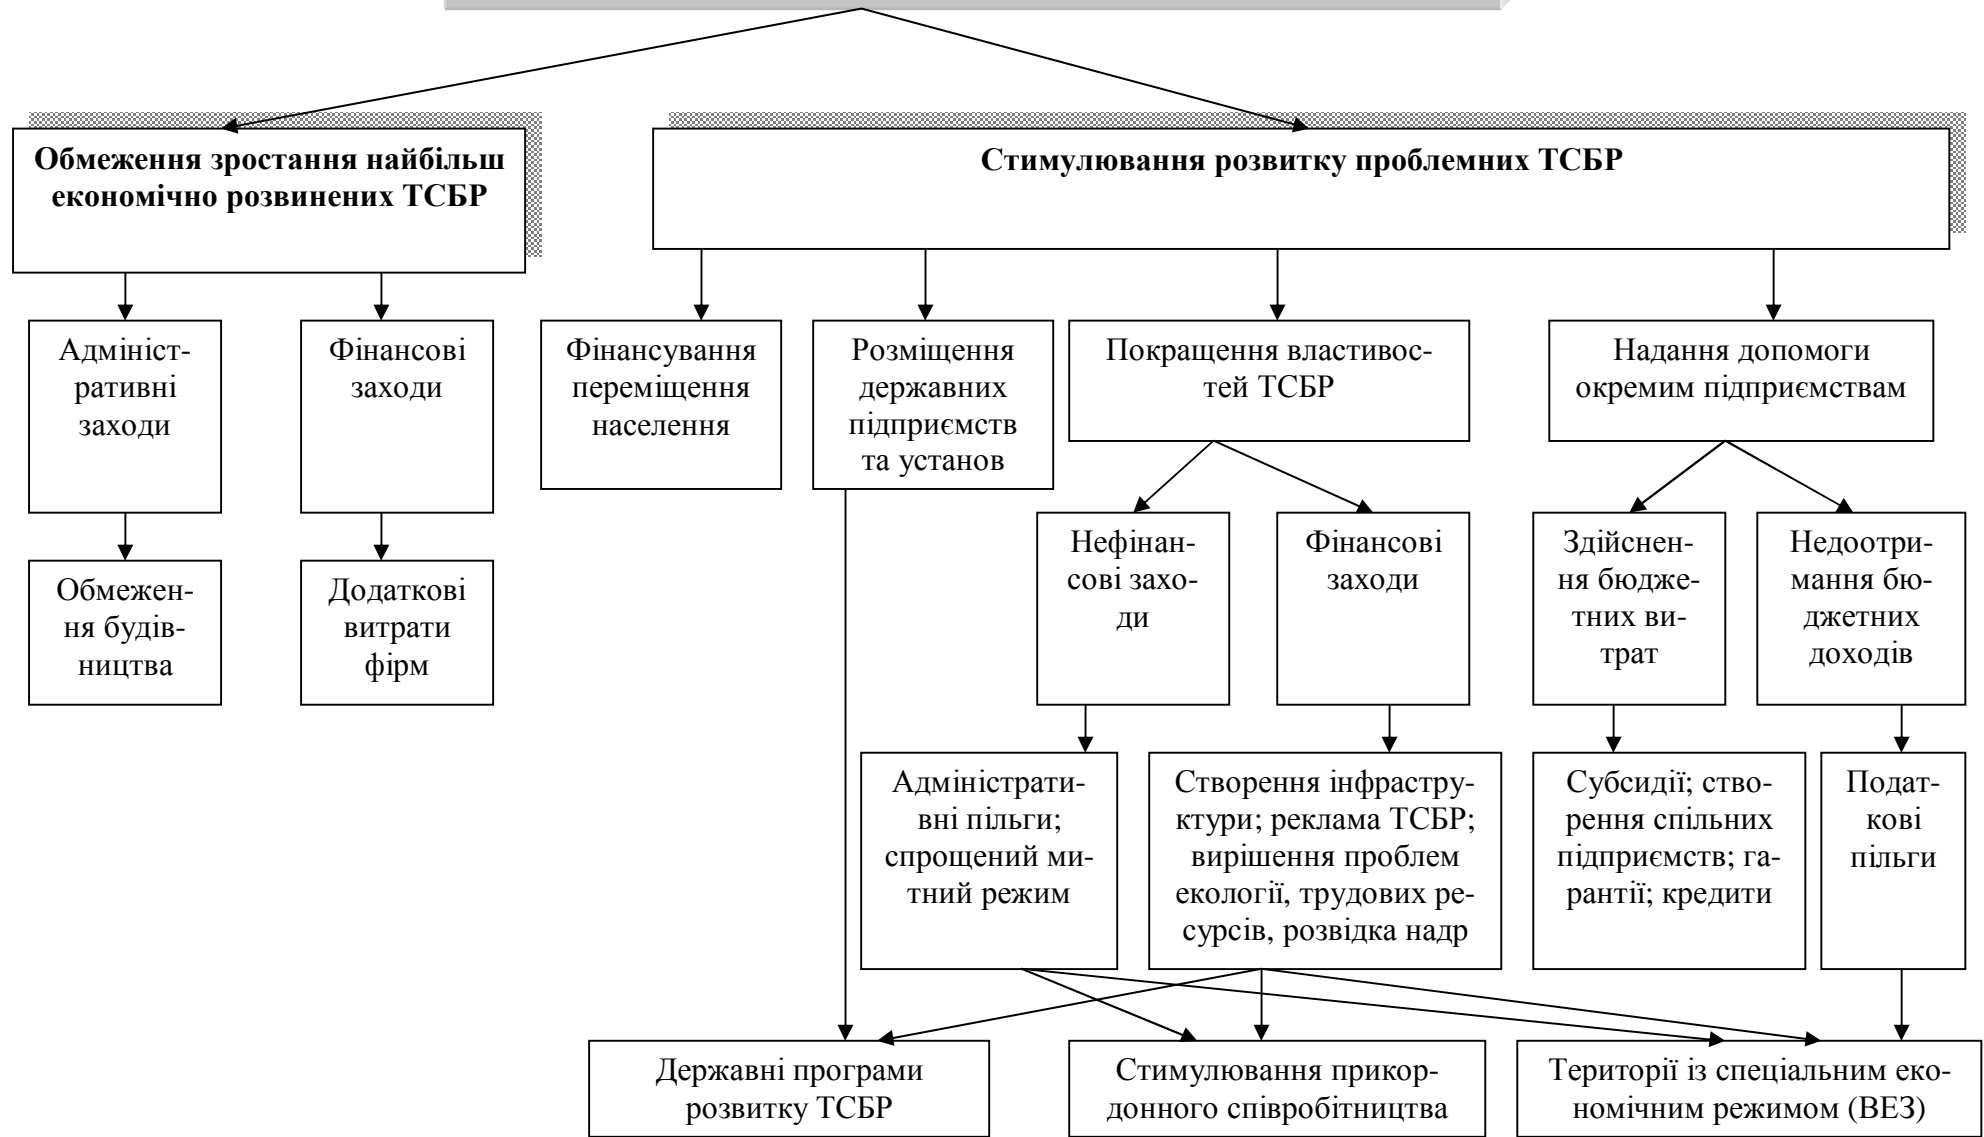 Обмеження зростання найбільш
економічно розвинених ТСБР
Стимулювання розвитку проблемних ТСБР
Адмініст-
ративні
заходи
Фінансові
заходи
Фінансування
переміщення
населення
Розміщення
державних
підприємств
та установ
Покращення властивос-
тей ТСБР
Надання допомоги
окремим підприємствам
Обмежен-
ня будів-
ництва
Додаткові
витрати
фірм
Нефінан-
сові захо-
ди
Фінансові
заходи
Здійснен-
ня бюдже-
тних ви-
трат
Недоотри-
мання бю-
джетних
доходів
Адміністрати-
вні пільги;
спрощений ми-
тний режим
Створення інфрастру-
ктури; реклама ТСБР;
вирішення проблем
екології, трудових ре-
сурсів, розвідка надр
Субсидії; ство-
рення спільних
підприємств; га-
рантії; кредити
Подат-
кові
пільги
Державні програми
розвитку ТСБР
Стимулювання прикор-
донного співробітництва
Території із спеціальним еко-
номічним режимом (ВЕЗ)